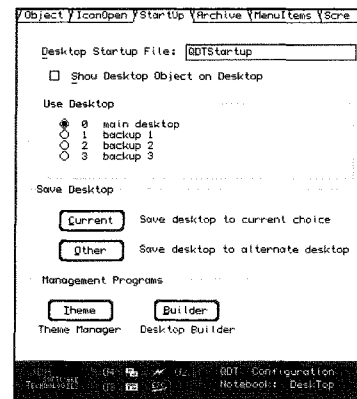 Object IconOpen StartUp Archive MenuItems Scre
Desktop Startup File: QDTStartup
Show Desktop Object on Desktop
Use Desktop
0 main desktop
1 backup 1
2 backup 2
3 backup 3
Save Desktop
Current Save desktop to current choice
Other Save desktop to alternate desktop
Management Programs
Theme Builder
Theme Manager Desktop Builder
QDT Configuration
Notebook: DeskTop